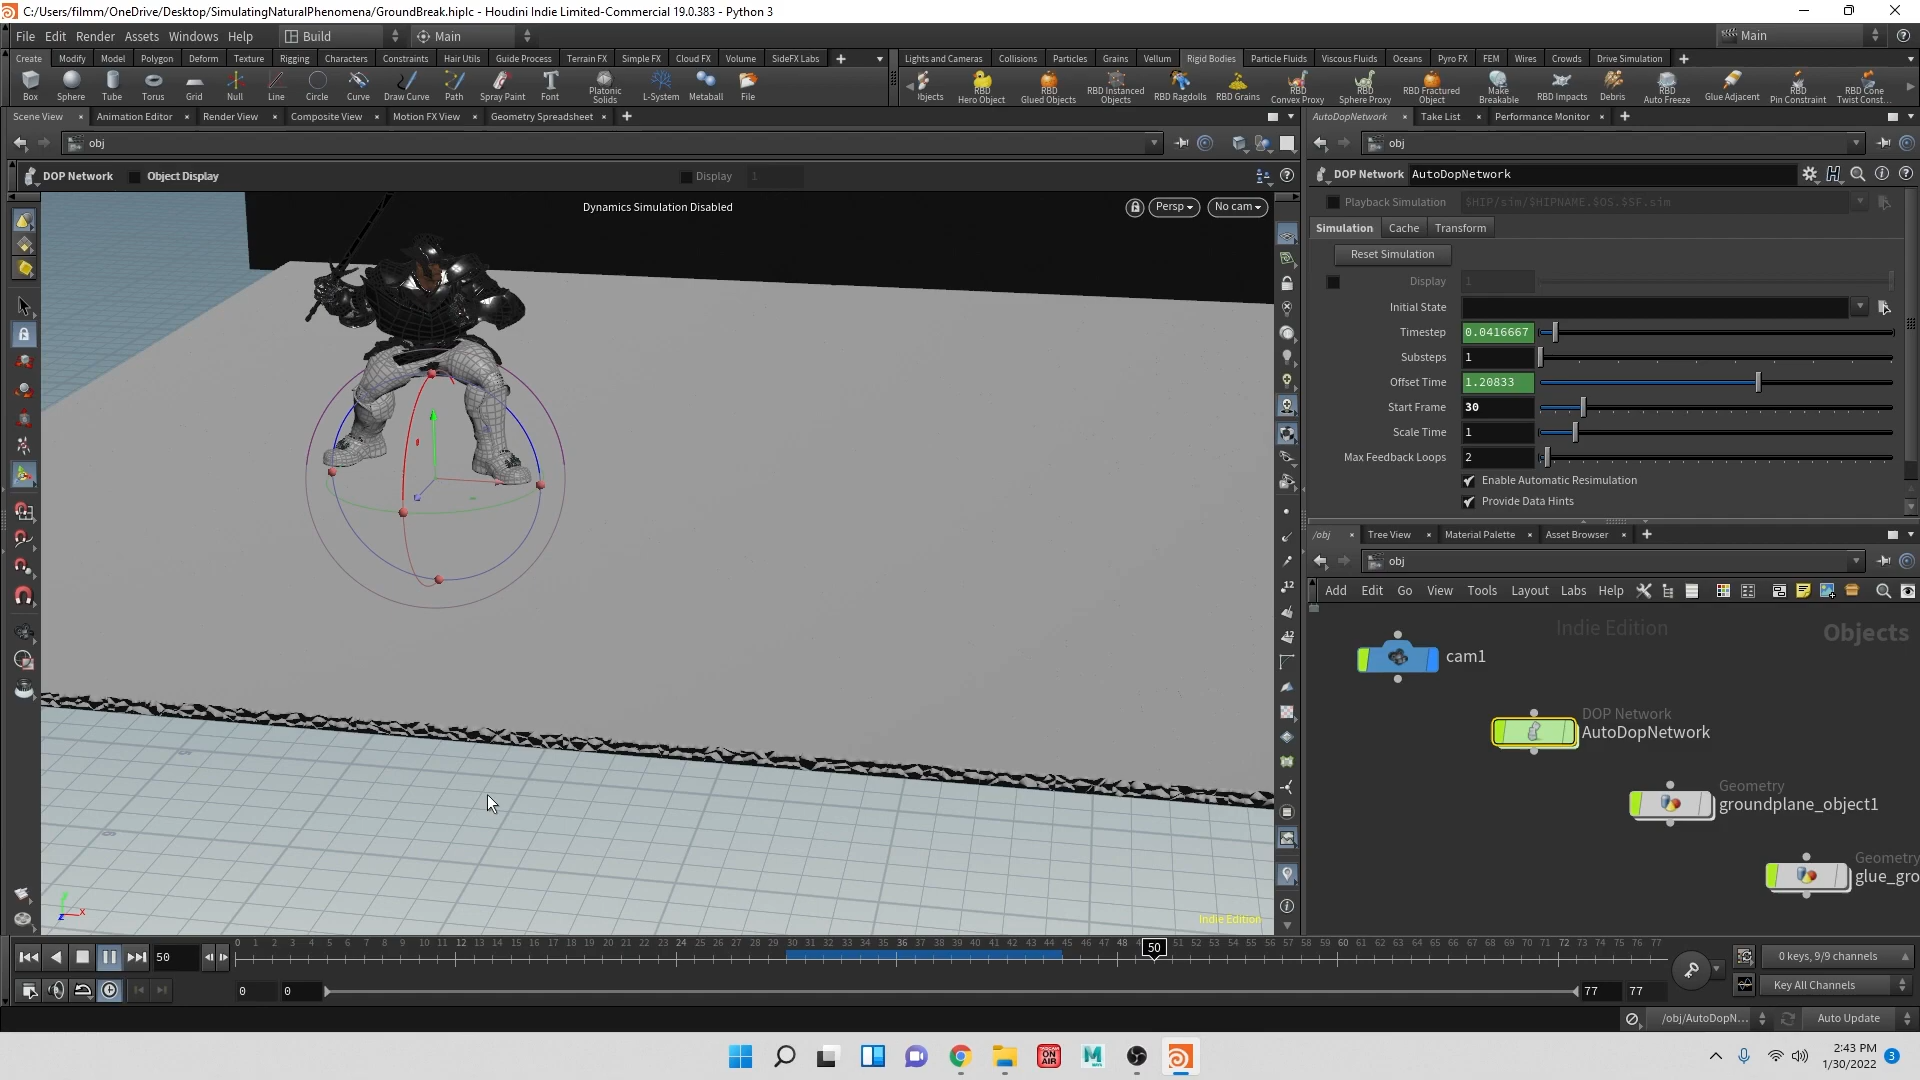 C:/Users/filmm/OneDrive/Desktop/SimulatingNaturalPhenomena/GroundBreak.hiplc - Houdini Indie Limited-Commercial 19.0.383 - Python 3
File Edit Render Assets Windows Help Build Main Main
Create Modify Model Polygon Deform Texture Rigging Characters Constraints Hair Utils Guide Process Terrain FX Simple FX Cloud FX Volume SideFX Labs
Lights and Cameras Collisions Particles Grains Vellum Rigid Bodies Particle Fluids Viscous Fluids Oceans Pyro FX FEM Wires Crowds Drive Simulation
Box Sphere Tube Torus Grid Null Line Circle Curve Draw Curve Path Spray Paint Font Platonic Solids L-System Metaball File
RBD Hero Object RBD Glued Objects RBD Instanced Objects RBD Ragdolls RBD Grains RBD Convex Proxy RBD Sphere Proxy RBD Fractured Object Make Breakable RBD Impacts Debris RBD Auto Freeze Glue Adjacent RBD Pin Constraint RBD Cone Twist Const...
Scene View Animation Editor Render View Composite View Motion FX View Geometry Spreadsheet
AutoDopNetwork Take List Performance Monitor
obj
obj
DOP Network Object Display Display 1
DOP Network AutoDopNetwork
Dynamics Simulation Disabled
Persp No cam
Playback Simulation $HIP/sim/$HIPNAME.$OS.$SF.sim
Simulation Cache Transform
Reset Simulation
Display 1
Initial State
Timestep 0.0416667
Substeps 1
Offset Time 1.20833
Start Frame 30
Scale Time 1
Max Feedback Loops 2
Enable Automatic Resimulation
Provide Data Hints
/obj Tree View Material Palette Asset Browser
obj
Add Edit Go View Tools Layout Labs Help
Indie Edition Objects
cam1
DOP Network
AutoDopNetwork
Geometry
groundplane_object1
Geometry
glue_gro
12
12
Indie Edition
z x
50
50
0 keys, 9/9 channels
0 0 77 77
Key All Channels
/obj/AutoDopN... Auto Update
TASCAM ON AIR
M
2:43 PM
1/30/2022 3